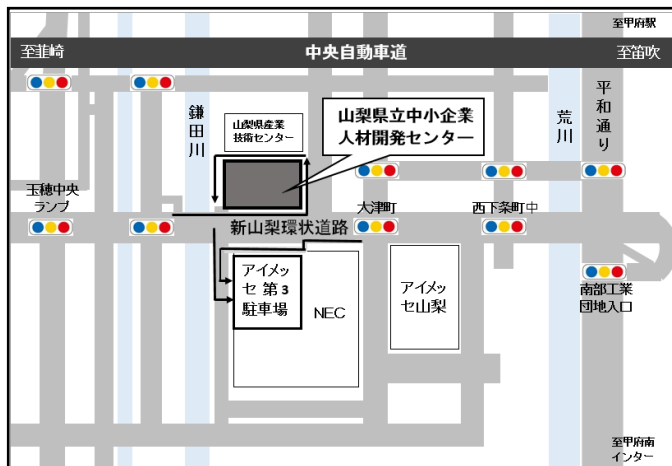 至甲府駅
至韮崎
中央自動車道
至笛吹
鎌田川
山梨県産業
技術センター
山梨県立中小企業
人材開発センター
荒川
平和通り
玉穂中央
ランプ
大津町
西下条町中
新山梨環状道路
アイメッ
セ 第3
駐車場
NEC
アイメッ
セ山梨
南部工業
団地入口
至甲府南
インター